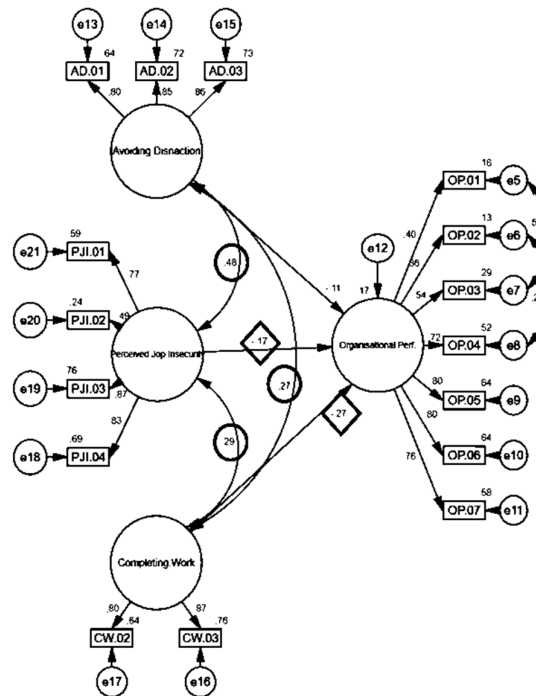 e13 e14 e15
64 72 73
AD.01 AD.02 AD.03
.80 .85 .86
Avoiding Disnaction
16
OP.01 e5
.40
13
OP.02 e6
e12
59
e21 PJI.01
.77
.48
-.11
29
OP.03 e7
.54
17
.24
e20 PJI.02
.49
Perceived Jop Insecurit
-.17
Organisational Perf.
52
.72 OP.04 e8
76
e19 PJI.03
.87
.27
-.27
64
.80 OP.05 e9
.83
.69
e18 PJI.04
29
.80
64
OP.06 e10
.76
58
OP.07 e11
Completing.Work
.80 .64 .76
CW.02 CW.03
e17 e16